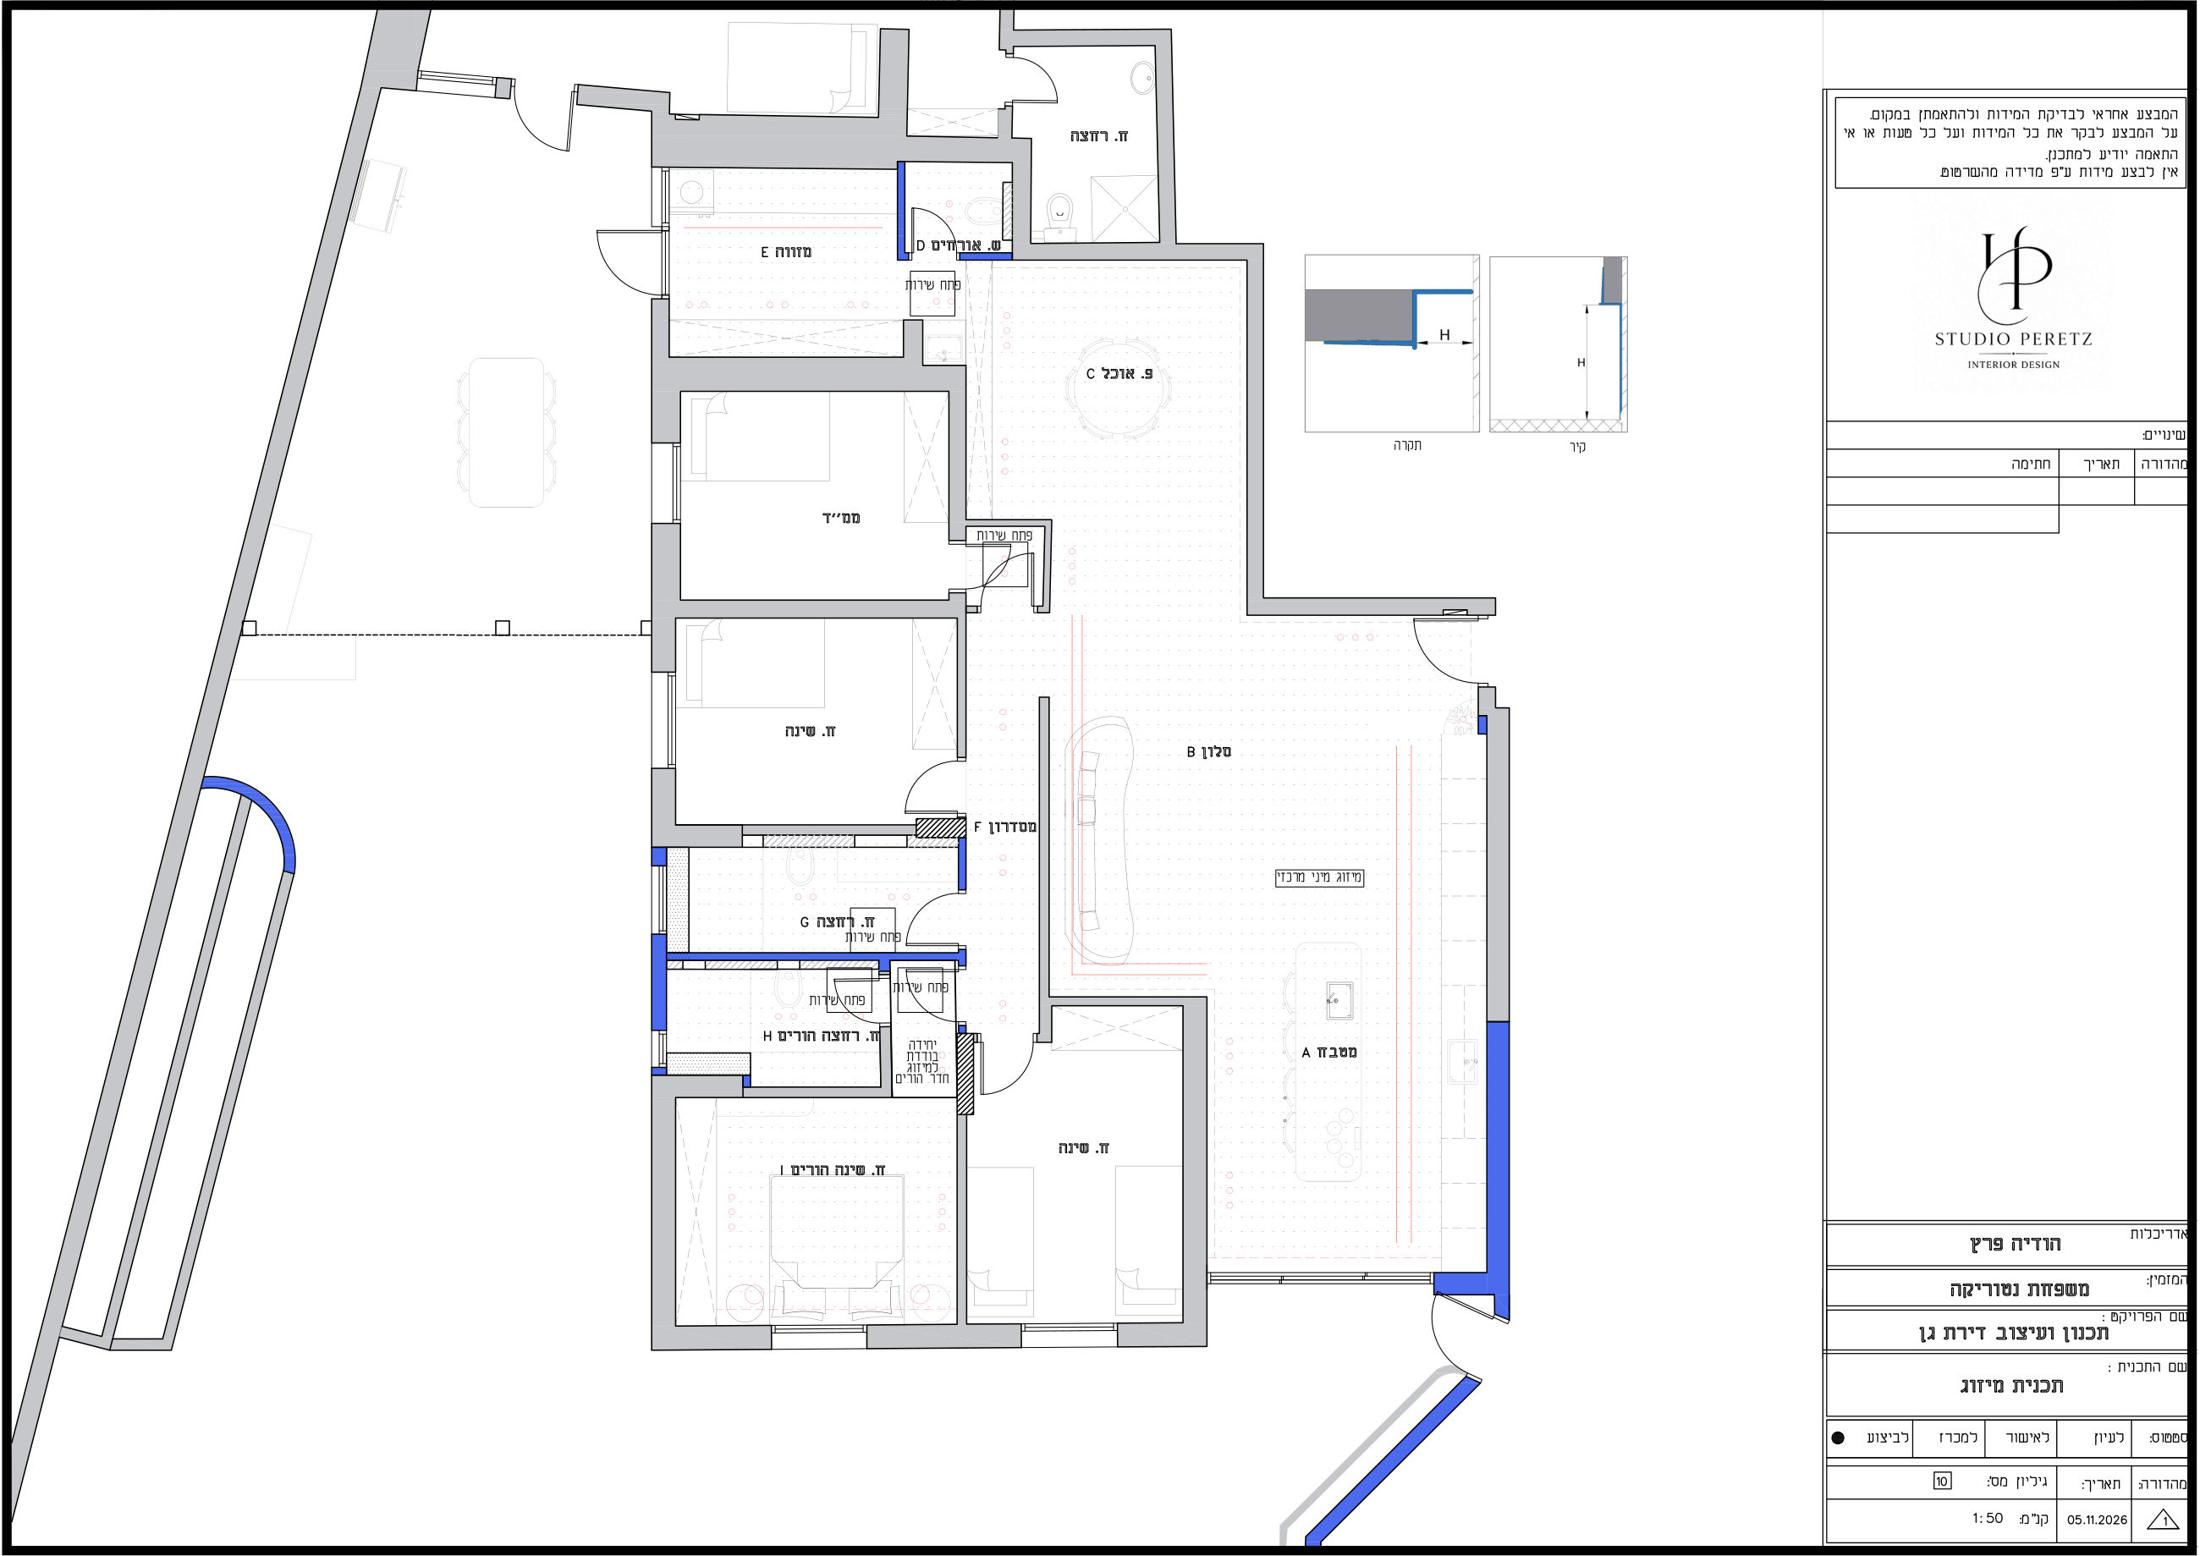 המבצע אחראי לבדיקת המידות ולהתאמתן במקום.
על המבצע לבקר את כל המידות ועל כל טעות או אי
התאמה יודיע למתכנן.
אין לבצע מידות ע"פ מדידה מהשרטוט.
STUDIO PERETZ
INTERIOR DESIGN
שינויים:
מהדורה תאריך חתימה
אדריכלות
הודיה פרץ
המזמין:
משפחת נטוריקה
שם הפרויקט :
תכנון ועיצוב דירת גן
שם התכנית :
תכנית מיזוג
סטטוס: לעיון לאישור למכרז לביצוע
מהדורה: תאריך: גיליון מס': 10
1 05.11.2026 קנ"מ: 1:50
ח. רחצה
ש. אורחים D
מזווה E
פתח שירות
פ. אוכל C
H
H
תקרה
קיר
ממ''ד
פתח שירות
ח. שינה
סלון B
מסדרון F
מיזוג מיני מרכזי
ח. רחצה G
פתח שירות
פתח שירות
פתח שירות
ח. רחצה הורים H
יחידה
בודדת
למיזוג
חדר הורים
מטבח A
ח. שינה
ח. שינה הורים I